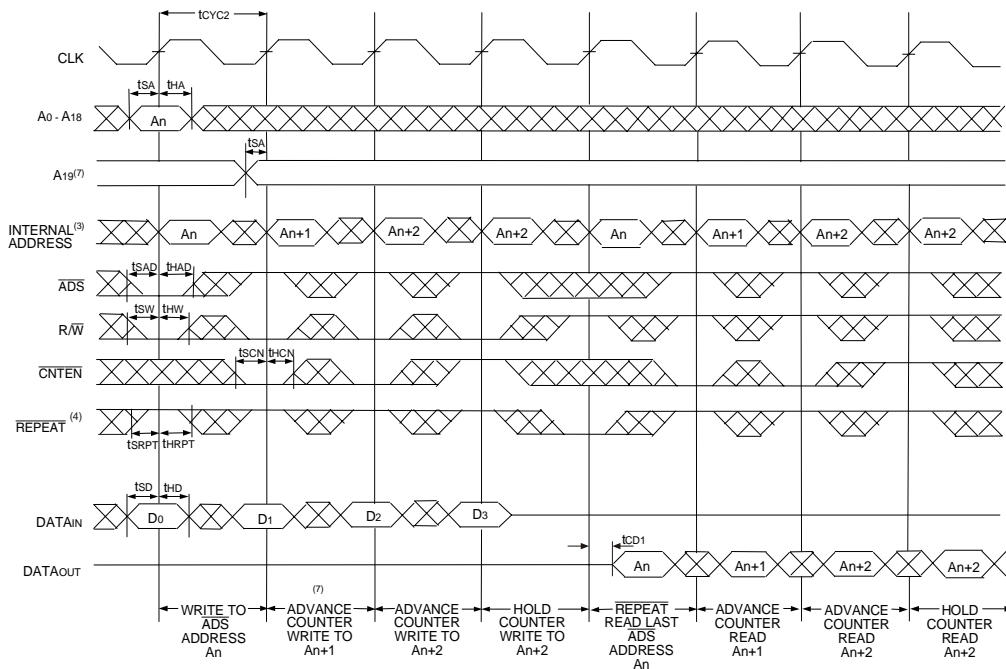 tCYC2
CLK
tSA tHA
A0 - A18
An
tSA
A19(7)
INTERNAL(3)
ADDRESS
An An+1 An+2 An+2 An An+1 An+2 An+2
tSAD tHAD
ADS
tSW tHW
R/W
tSCN tHCN
CNTEN
REPEAT (4)
tSRPT tHRPT
tSD tHD
DATAIN
D0 D1 D2 D3
tCD1
DATAOUT
An An+1 An+2 An+2
WRITE TO
ADS
ADDRESS
An
(7)
ADVANCE
COUNTER
WRITE TO
An+1
ADVANCE
COUNTER
WRITE TO
An+2
HOLD
COUNTER
WRITE TO
An+2
REPEAT
READ LAST
ADS
ADDRESS
An
ADVANCE
COUNTER
READ
An+1
ADVANCE
COUNTER
READ
An+2
HOLD
COUNTER
READ
An+2